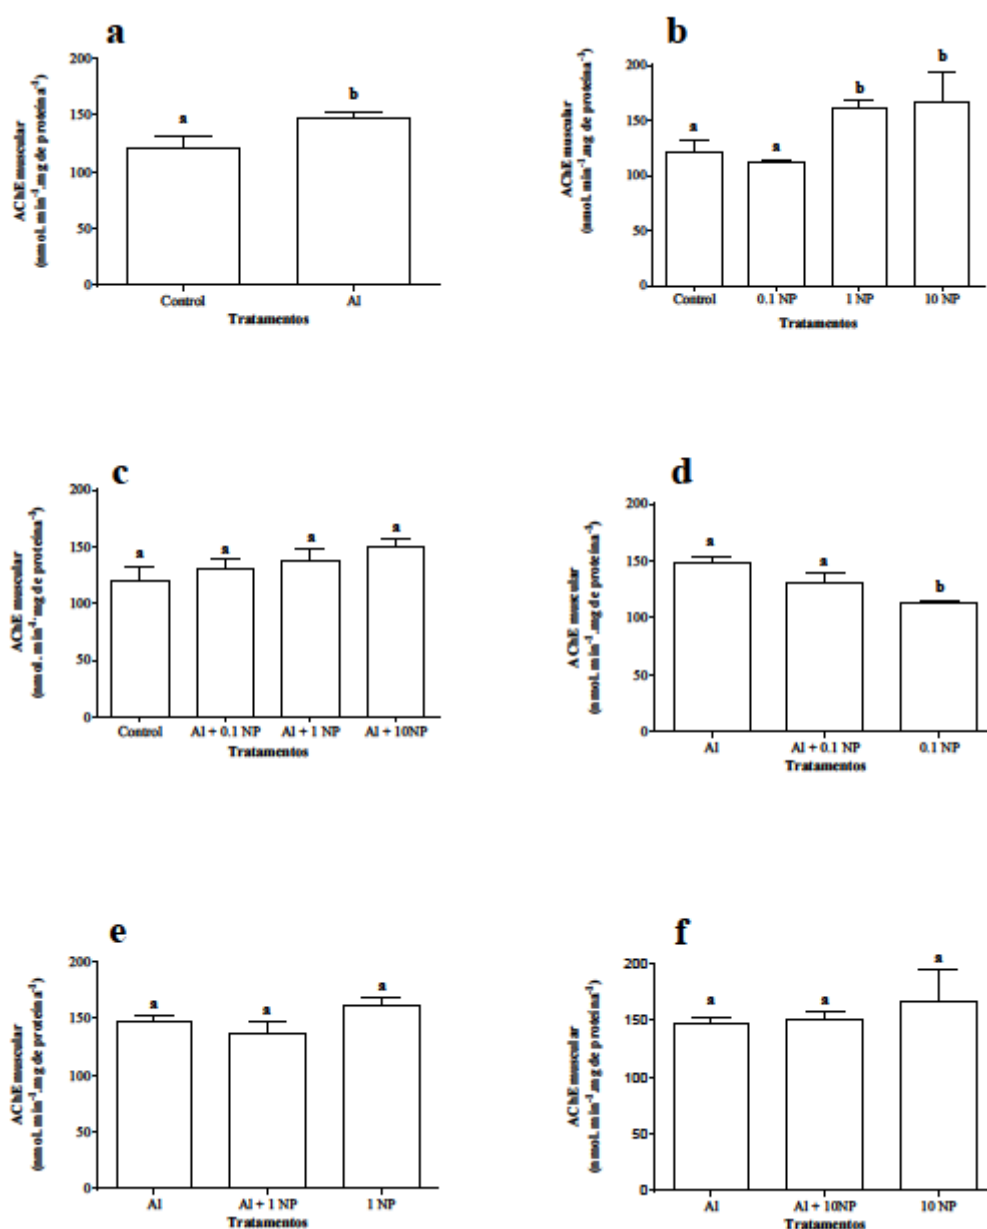 a
AChE muscular
(nmol. min⁻¹.mg de proteína⁻¹)
200
150
100
50
0
a
b
Control
Al
Tratamentos
b
AChE muscular
(nmol. min⁻¹.mg de proteína⁻¹)
200
150
100
50
0
a
a
b
b
Control
0.1 NP
1 NP
10 NP
Tratamentos
c
AChE muscular
(nmol. min⁻¹ mg de proteína⁻¹)
200
150
100
50
0
a
a
a
a
Control
Al + 0.1 NP
Al + 1 NP
Al + 10NP
Tratamentos
d
AChE muscular
(nmol. min⁻¹.mg de proteína⁻¹)
200
150
100
50
0
a
a
b
Al
Al + 0.1 NP
0.1 NP
Tratamentos
e
AChE muscular
(nmol. min⁻¹.mg de proteína⁻¹)
200
150
100
50
0
a
a
a
Al
Al + 1 NP
1 NP
Tratamentos
f
AChE muscular
(nmol. min⁻¹.mg de proteína⁻¹)
200
150
100
50
0
a
a
a
Al
Al + 10NP
10 NP
Tratamentos